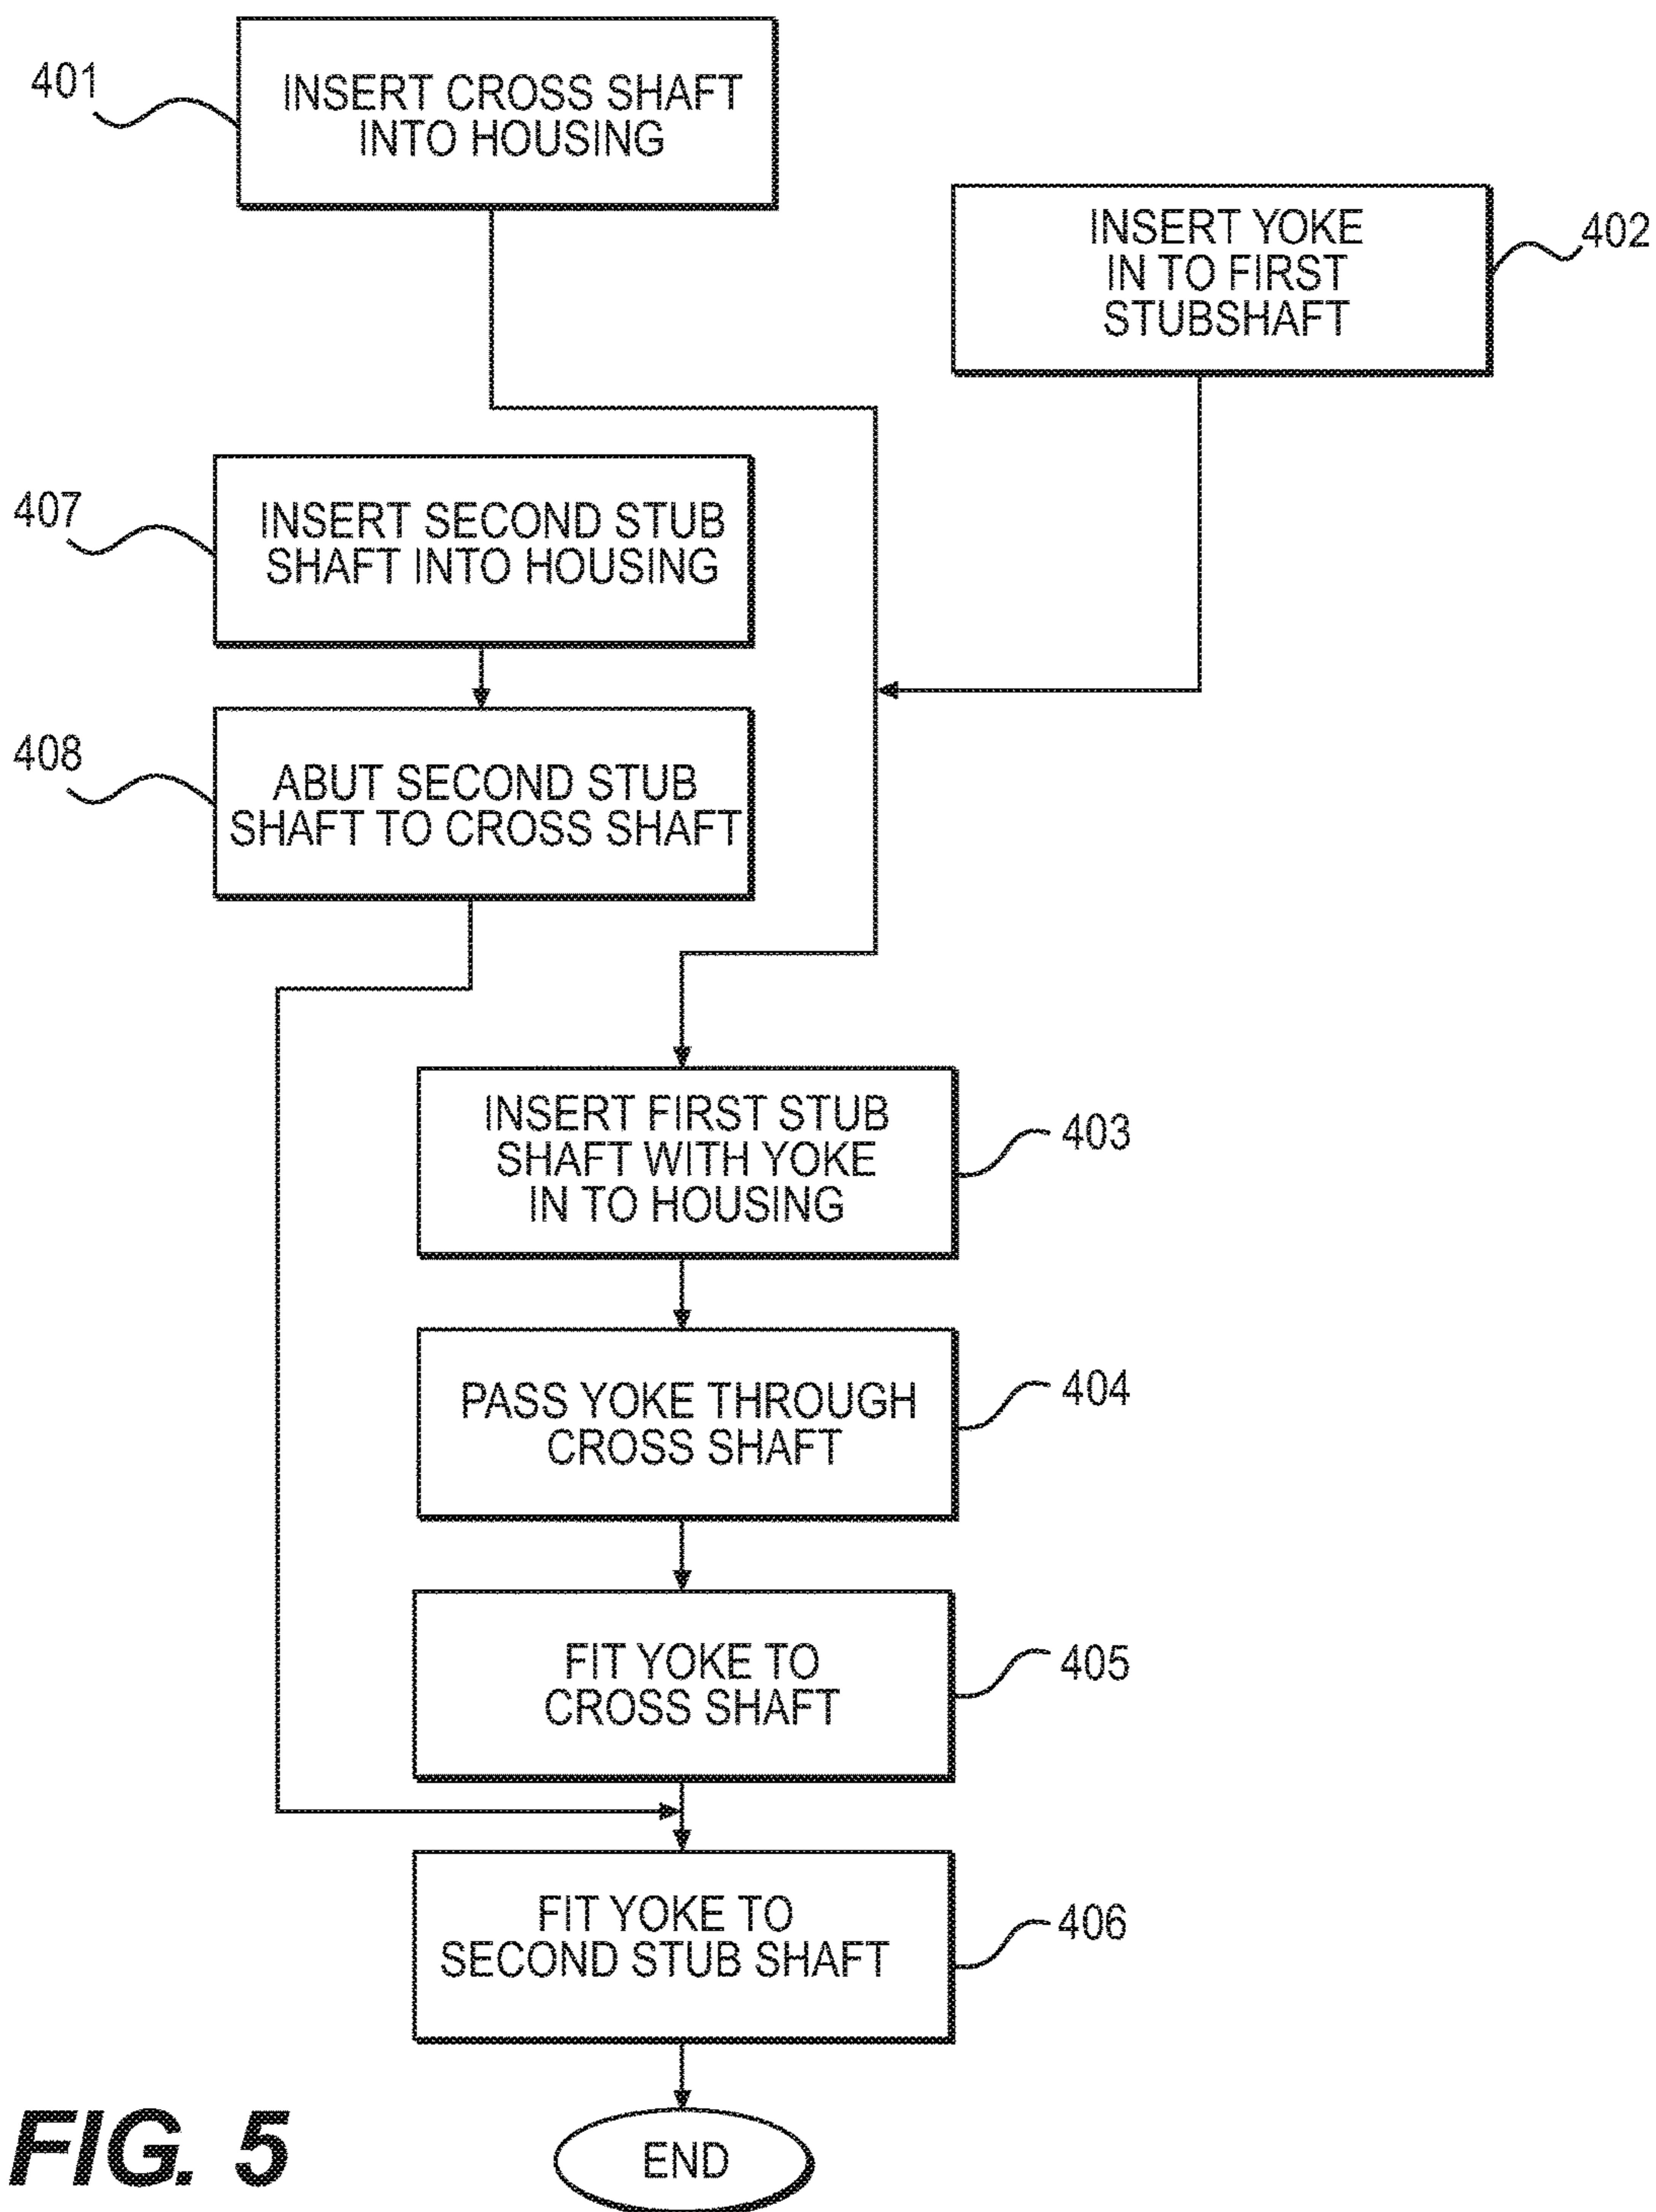 401
INSERT CROSS SHAFT
INTO HOUSING
INSERT YOKE
IN TO FIRST
STUBSHAFT
402
407
INSERT SECOND STUB
SHAFT INTO HOUSING
408
ABUT SECOND STUB
SHAFT TO CROSS SHAFT
INSERT FIRST STUB
SHAFT WITH YOKE
IN TO HOUSING
403
PASS YOKE THROUGH
CROSS SHAFT
404
FIT YOKE TO
CROSS SHAFT
405
FIT YOKE TO
SECOND STUB SHAFT
406
END
FIG. 5